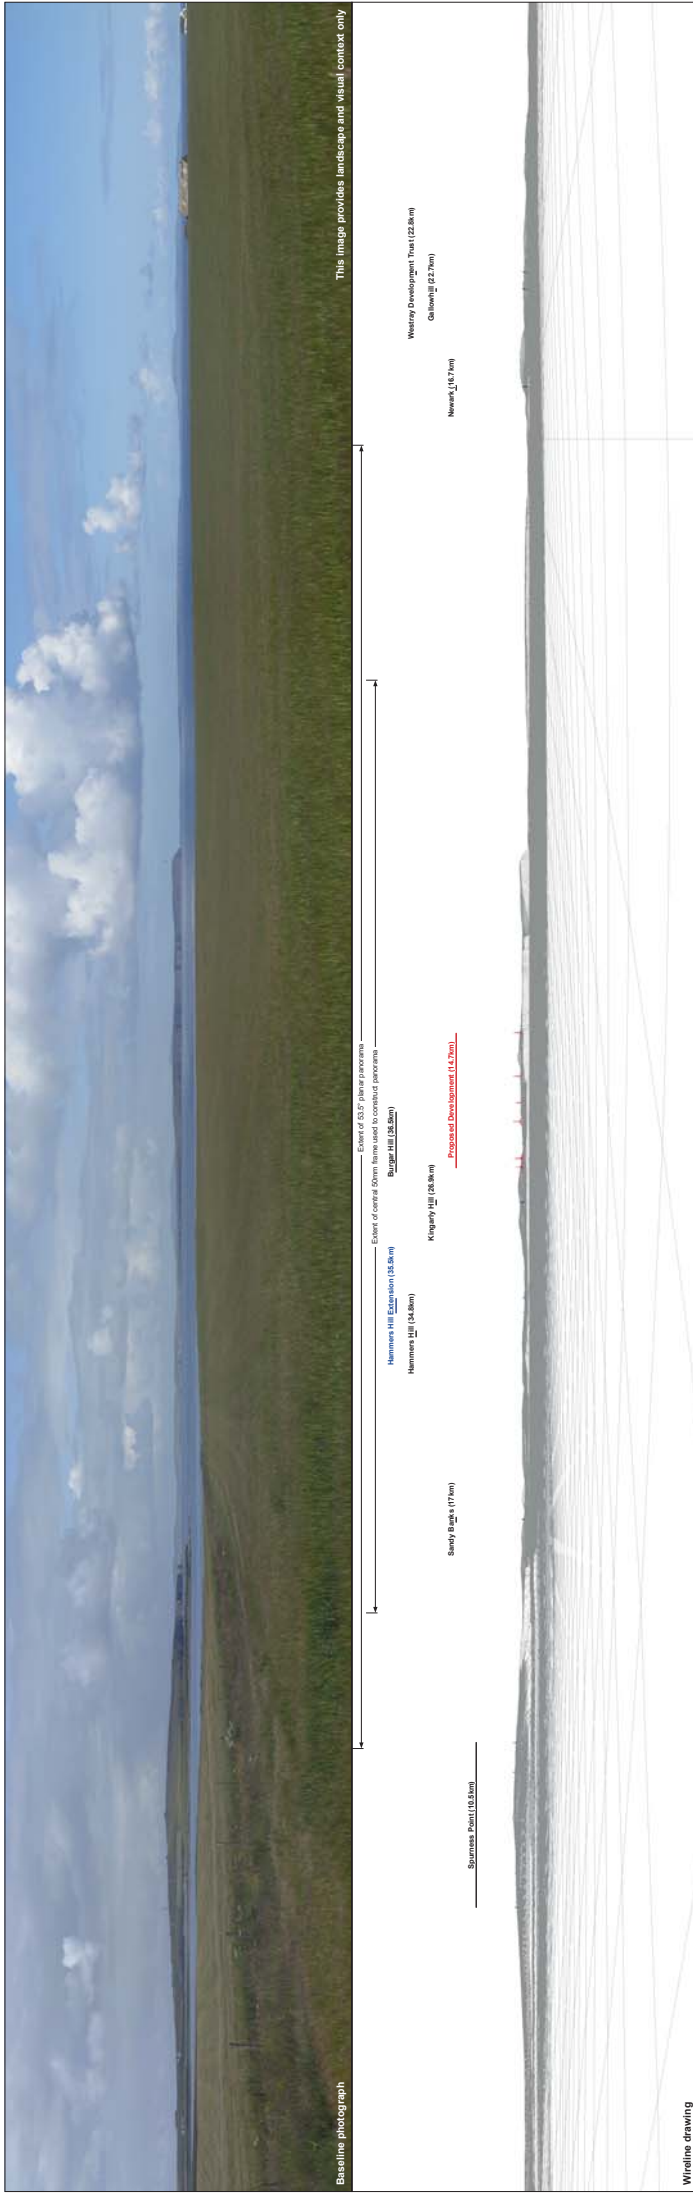 Baseline photograph
This image provides landscape and visual context only
Extent of 53.5° planar panorama
Extent of central 50mm frame used to construct panorama
Hammers Hill Extension (35.5km)
Burgar Hill (36.5km)
Hammers Hill (34.8km)
Westray Development Trust (22.8km)
Kingarly Hill (26.9km)
Gallowhill (22.7km)
Sandy Banks (17km)
Proposed Development (14.7km)
Newark (16.7km)
Spurness Point (10.5km)
Wireline drawing